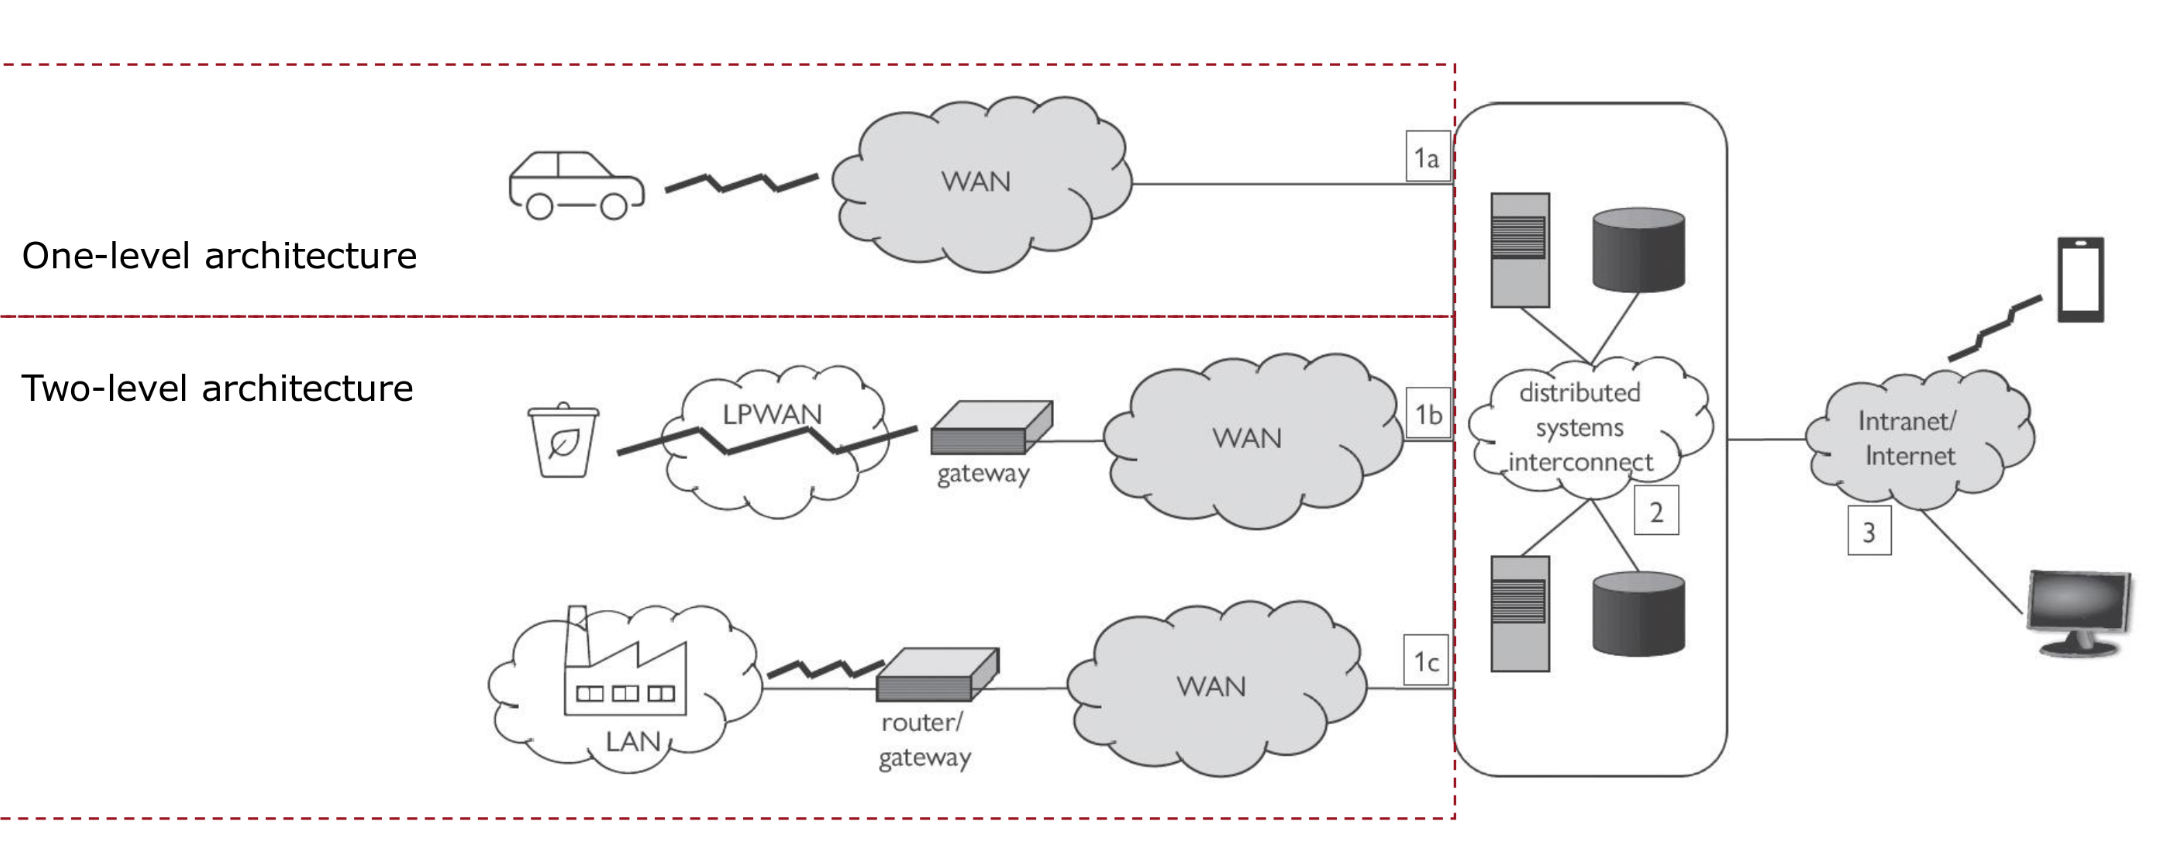 WAN
1a
One-level architecture
Two-level architecture
LPWAN
gateway
WAN
1b
distributed
systems
interconnect
2
Intranet/
Internet
3
LAN
router/
gateway
WAN
1c